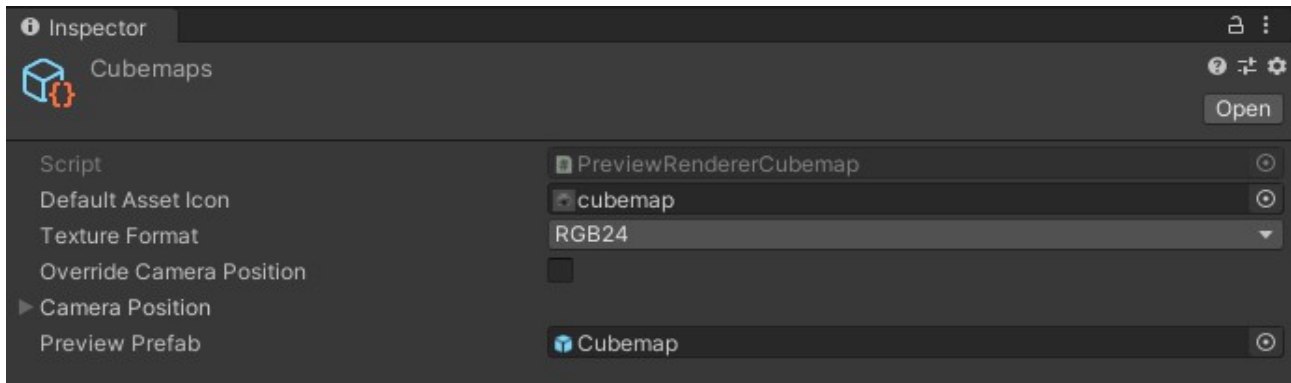 Inspector
Cubemaps
Open
Script PreviewRendererCubemap
Default Asset Icon cubemap
Texture Format RGB24
Override Camera Position
Camera Position
Preview Prefab Cubemap